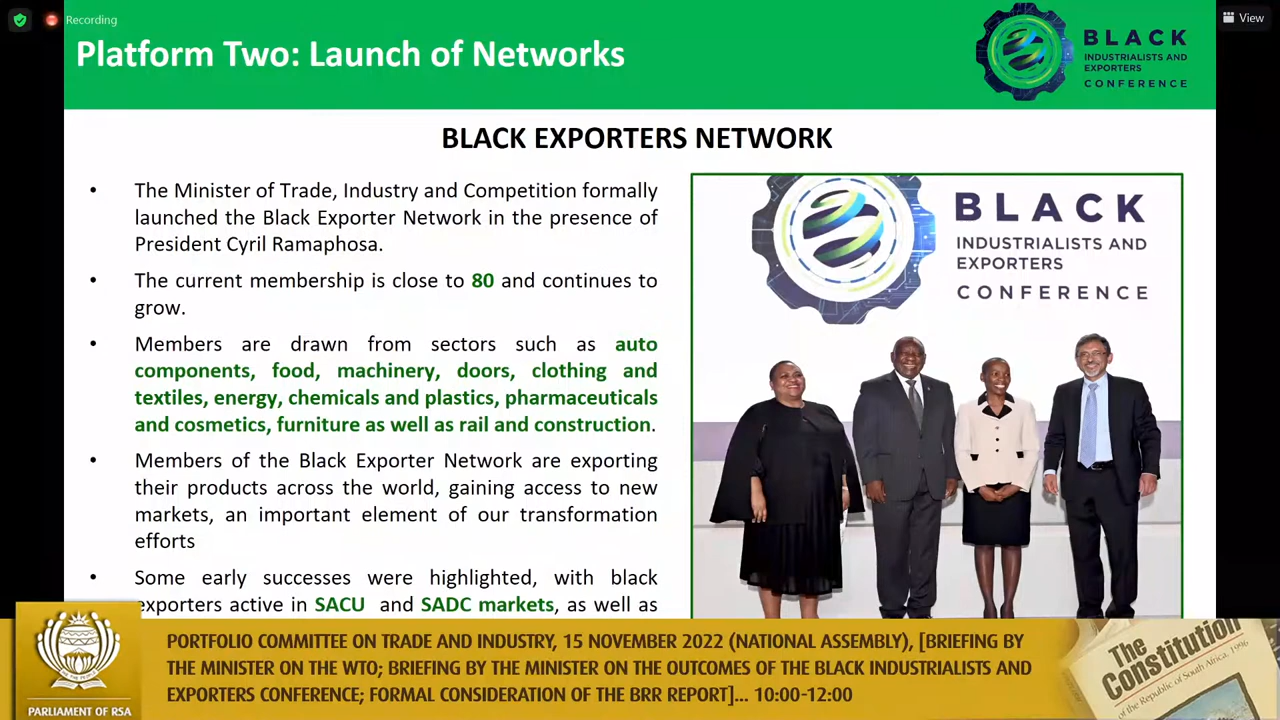 Recording
View
Platform Two: Launch of Networks
BLACK
INDUSTRIALISTS AND
EXPORTERS
CONFERENCE
BLACK EXPORTERS NETWORK
• The Minister of Trade, Industry and Competition formally
launched the Black Exporter Network in the presence of
President Cyril Ramaphosa.
• The current membership is close to 80 and continues to
grow.
• Members are drawn from sectors such as auto
components, food, machinery, doors, clothing and
textiles, energy, chemicals and plastics, pharmaceuticals
and cosmetics, furniture as well as rail and construction.
• Members of the Black Exporter Network are exporting
their products across the world, gaining access to new
markets, an important element of our transformation
efforts
• Some early successes were highlighted, with black
exporters active in SACU and SADC markets, as well as
BLACK
INDUSTRIALISTS AND
EXPORTERS
CONFERENCE
PORTFOLIO COMMITTEE ON TRADE AND INDUSTRY, 15 NOVEMBER 2022 (NATIONAL ASSEMBLY), [BRIEFING BY
THE MINISTER ON THE WTO; BRIEFING BY THE MINISTER ON THE OUTCOMES OF THE BLACK INDUSTRIALISTS AND
EXPORTERS CONFERENCE; FORMAL CONSIDERATION OF THE BRR REPORT]... 10:00-12:00
PARLIAMENT OF RSA
The
Constitution
of the Republic of South Africa, 1996